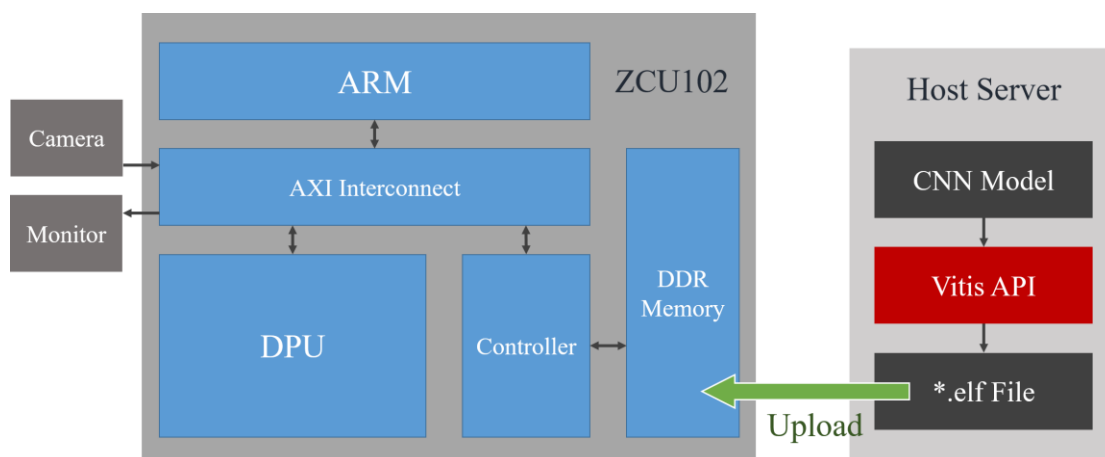 ARM
ZCU102
Camera
AXI Interconnect
Monitor
DPU
Controller
DDR
Memory
Host Server
CNN Model
Vitis API
*.elf File
Upload